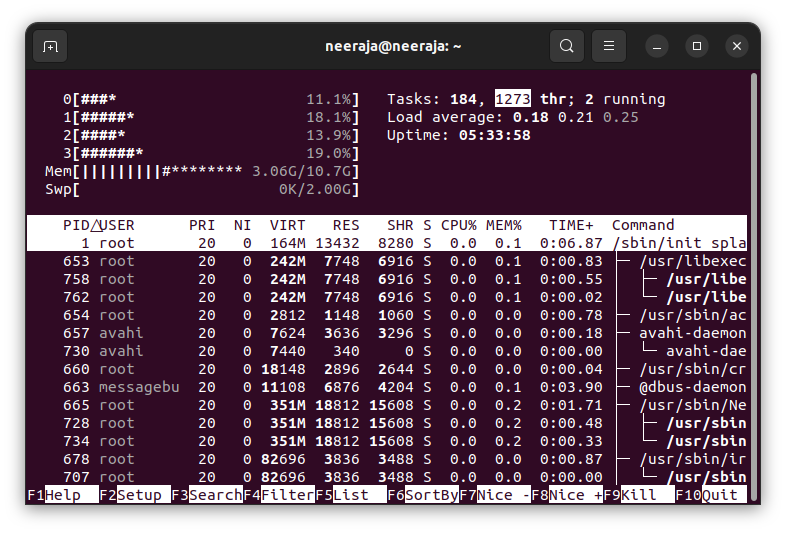 neeraja@neeraja: ~
0[###* 11.1%] Tasks: 184, 1273 thr; 2 running
1[#####* 18.1%] Load average: 0.18 0.21 0.25
2[####* 13.9%] Uptime: 05:33:58
3[######* 19.0%]
Mem[|||||||||#******** 3.06G/10.7G]
Swp[ 0K/2.00G]
PID△USER PRI NI VIRT RES SHR S CPU% MEM% TIME+ Command
1 root 20 0 164M 13432 8280 S 0.0 0.1 0:06.87 /sbin/init spla
653 root 20 0 242M 7748 6916 S 0.0 0.1 0:00.83 ├─ /usr/libexec
758 root 20 0 242M 7748 6916 S 0.0 0.1 0:00.55 │ ├─ /usr/libe
762 root 20 0 242M 7748 6916 S 0.0 0.1 0:00.02 │ └─ /usr/libe
654 root 20 0 2812 1148 1060 S 0.0 0.0 0:00.78 ├─ /usr/sbin/ac
657 avahi 20 0 7624 3636 3296 S 0.0 0.0 0:00.18 ├─ avahi-daemon
730 avahi 20 0 7440 340 0 S 0.0 0.0 0:00.00 │ └─ avahi-dae
660 root 20 0 18148 2896 2644 S 0.0 0.0 0:00.04 ├─ /usr/sbin/cr
663 messagebu 20 0 11108 6876 4204 S 0.0 0.1 0:03.90 ├─ @dbus-daemon
665 root 20 0 351M 18812 15608 S 0.0 0.2 0:01.71 ├─ /usr/sbin/Ne
728 root 20 0 351M 18812 15608 S 0.0 0.2 0:00.48 │ ├─ /usr/sbin
734 root 20 0 351M 18812 15608 S 0.0 0.2 0:00.33 │ └─ /usr/sbin
678 root 20 0 82696 3836 3488 S 0.0 0.0 0:00.87 ├─ /usr/sbin/ir
707 root 20 0 82696 3836 3488 S 0.0 0.0 0:00.00 │ ├─ /usr/sbin
F1Help F2Setup F3SearchF4FilterF5List F6SortByF7Nice -F8Nice +F9Kill F10Quit